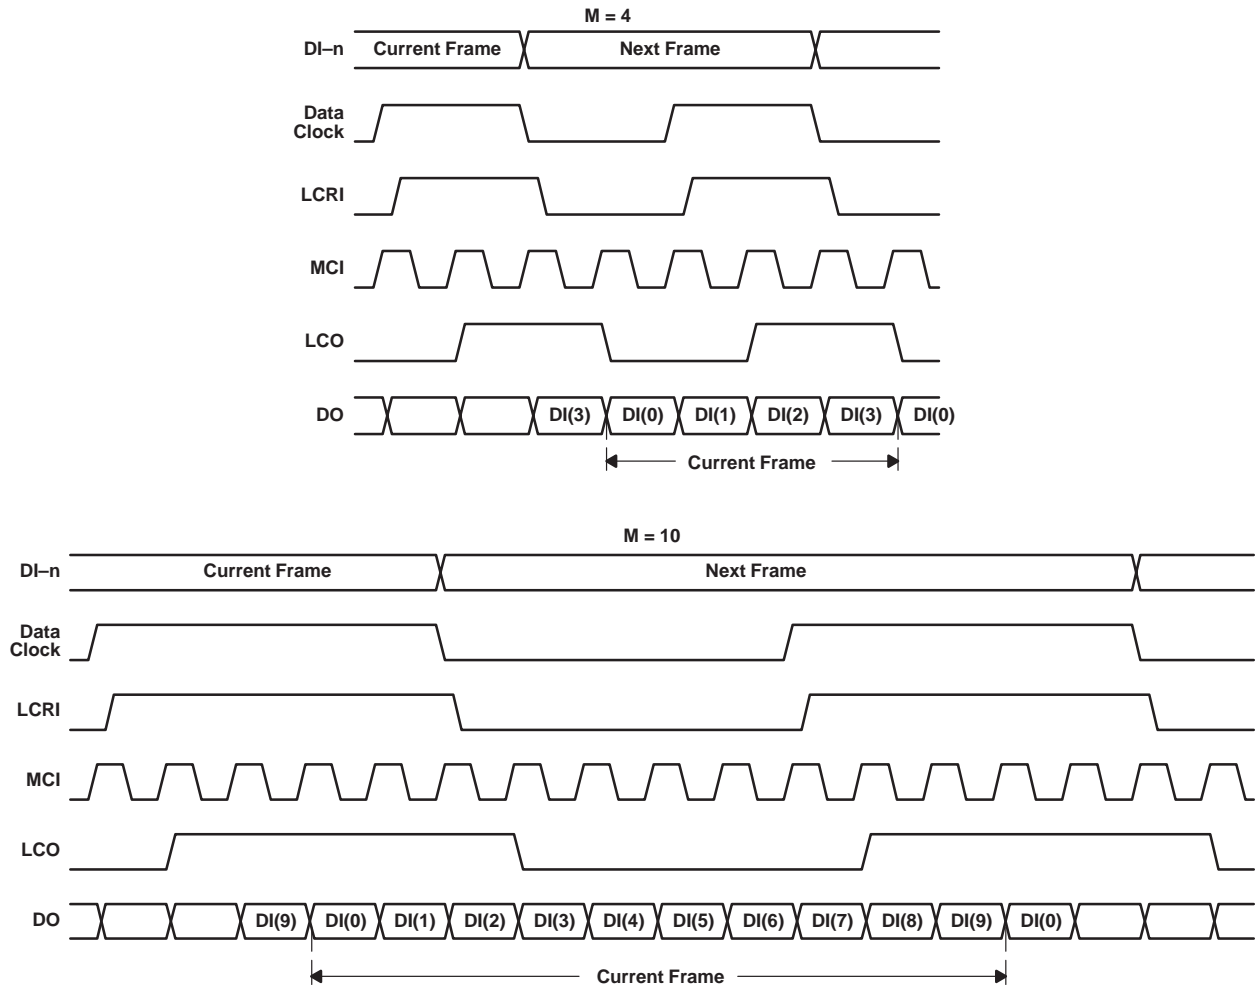 M = 4
DI–n Current Frame Next Frame
Data
Clock
LCRI
MCI
LCO
DO DI(3) DI(0) DI(1) DI(2) DI(3) DI(0)
Current Frame
M = 10
DI–n Current Frame Next Frame
Data
Clock
LCRI
MCI
LCO
DO DI(9) DI(0) DI(1) DI(2) DI(3) DI(4) DI(5) DI(6) DI(7) DI(8) DI(9) DI(0)
Current Frame